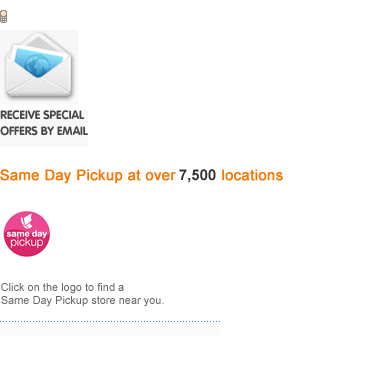 RECEIVE SPECIAL
OFFERS BY EMAIL
Same Day Pickup at over 7,500 locations
same day
pickup
Click on the logo to find a
Same Day Pickup store near you.